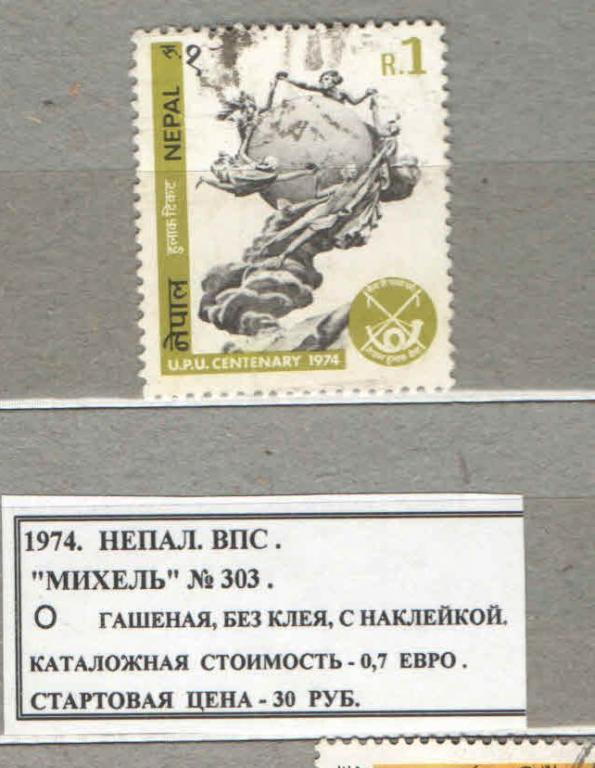 रु १
R.1
नेपाल हुलाक टिकट NEPAL
U.P.U. CENTENARY 1974
1974. НЕПАЛ. ВПС .
"МИХЕЛЬ" № 303 .
О ГАШЕНАЯ, БЕЗ КЛЕЯ, С НАКЛЕЙКОЙ.
КАТАЛОЖНАЯ СТОИМОСТЬ - 0,7 ЕВРО .
СТАРТОВАЯ ЦЕНА - 30 РУБ.